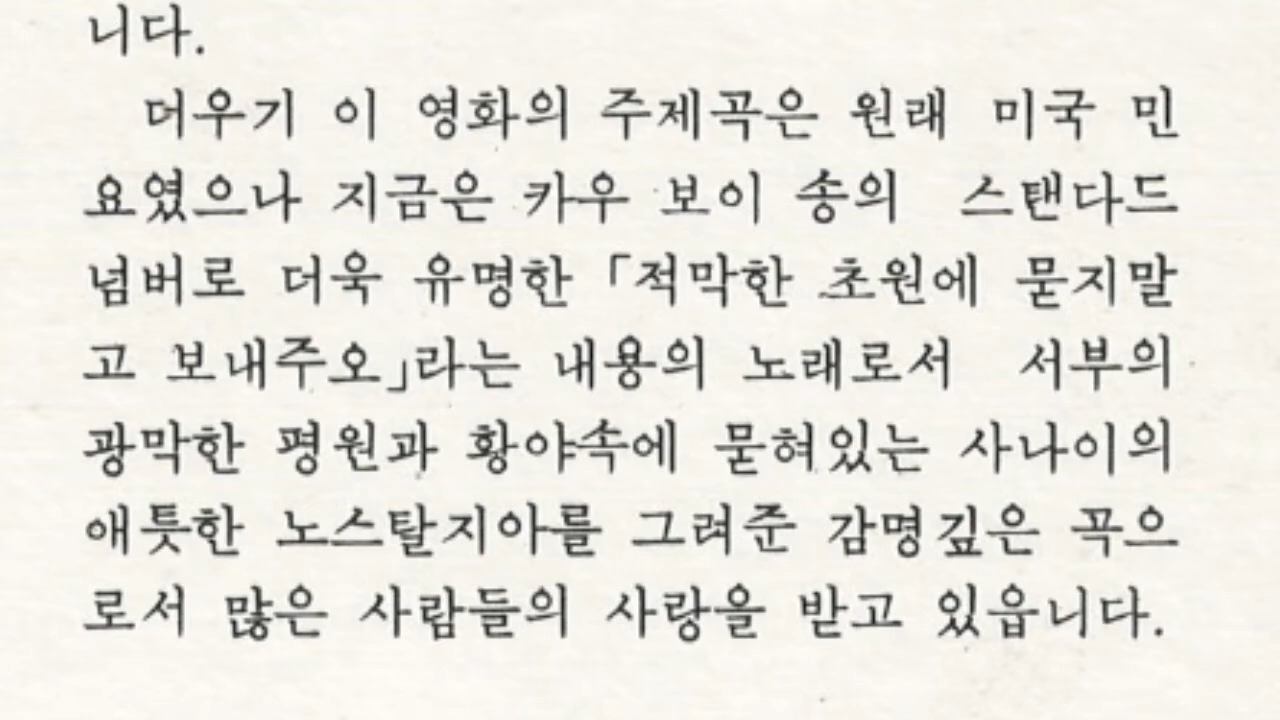 니다.
더우기 이 영화의 주제곡은 원래 미국 민
요였으나 지금은 카우 보이 송의 스탠다드
넘버로 더욱 유명한 「적막한 초원에 묻지말
고 보내주오」라는 내용의 노래로서 서부의
광막한 평원과 황야속에 묻혀있는 사나이의
애틋한 노스탈지아를 그려준 감명깊은 꼭으
로서 많은 사람들의 사랑을 받고 있읍니다.